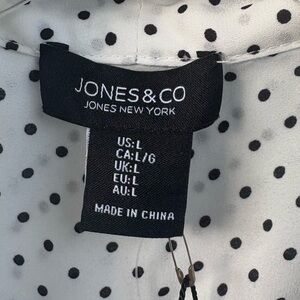 JONES&CO
JONES NEW YORK
US:L
CA:L/G
UK:L
EU:L
AU:L
MADE IN CHINA